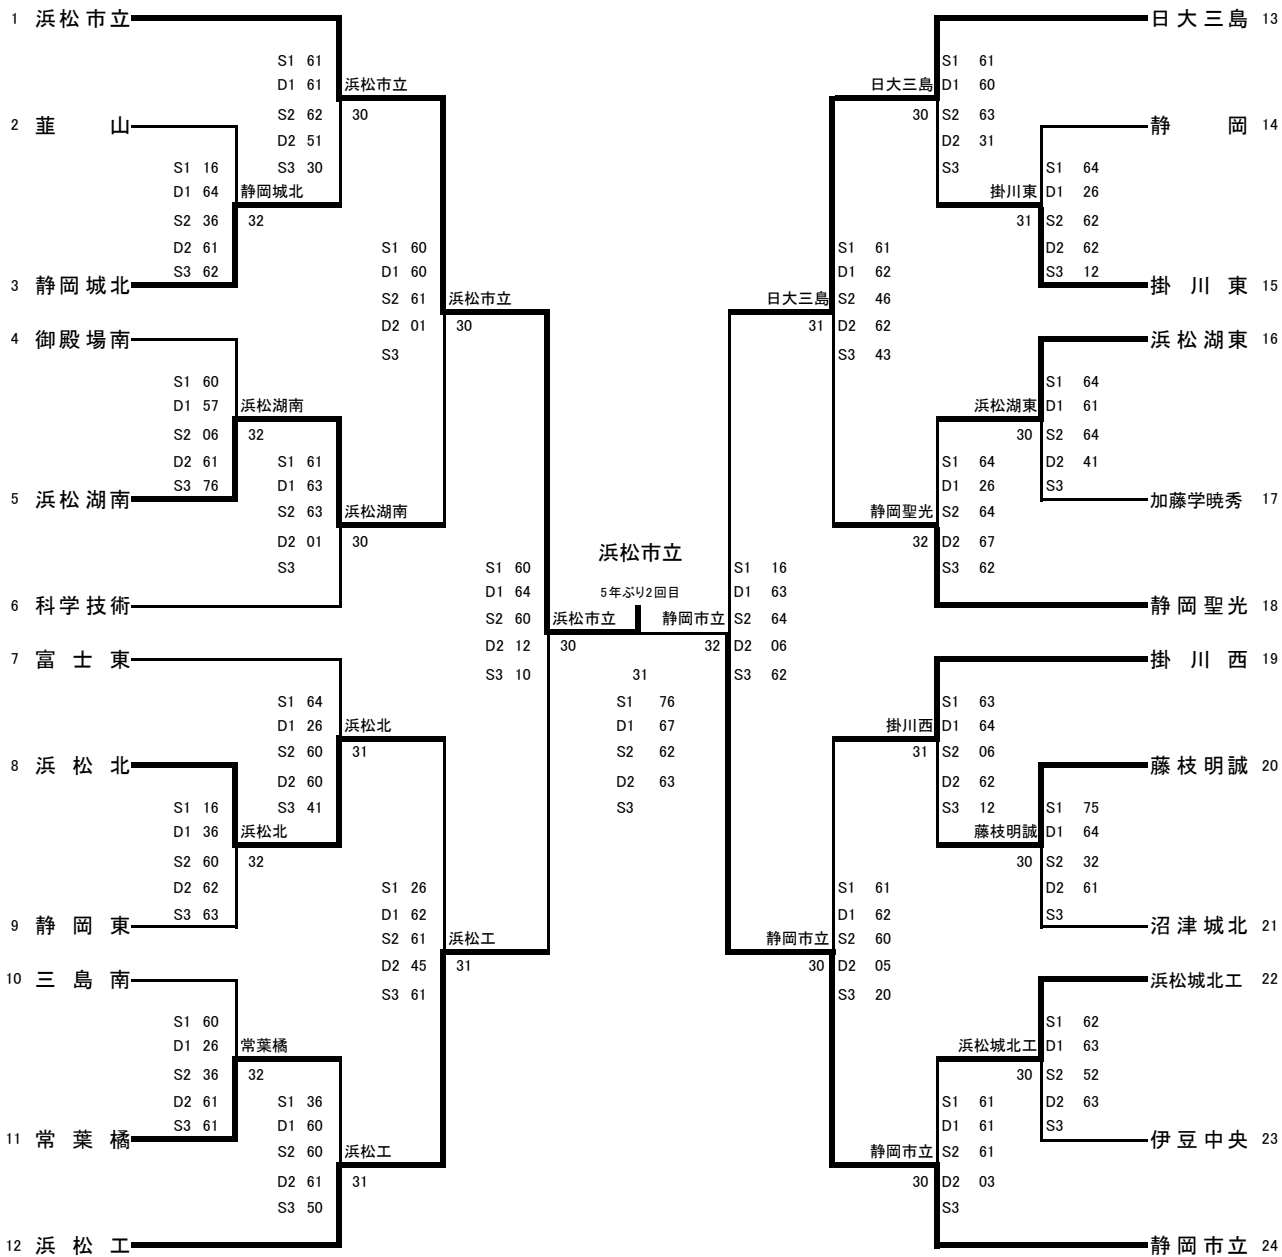 1 浜松市立
S1 61
D1 61
浜松市立
S2 62
30
2 韮山
D2 51
S3 30
S1 16
D1 64
静岡城北
S2 36
32
D2 61
S3 62
3 静岡城北
S1 60
D1 60
S2 61
浜松市立
D2 01
30
S3
4 御殿場南
S1 60
D1 57
浜松湖南
S2 06
32
D2 61
S3 76
5 浜松湖南
S1 61
D1 63
S2 63
浜松湖南
D2 01
30
S3
6 科学技術
S1 60
D1 64
S2 60
浜松市立
D2 12
30
S3 10
7 富士東
S1 64
D1 26
浜松北
S2 60
31
D2 60
S3 41
8 浜松北
S1 16
D1 36
浜松北
S2 60
32
D2 62
S3 63
9 静岡東
S1 26
D1 62
S2 61
浜松工
D2 45
31
S3 61
10 三島南
S1 60
D1 26
常葉橘
S2 36
32
D2 61
S3 61
11 常葉橘
S1 36
D1 60
S2 60
浜松工
D2 61
31
S3 50
12 浜松工
浜松市立
5年ぶり2回目
31
S1 76
D1 67
S2 62
D2 63
S3
日大三島 13
S1 61
日大三島
D1 60
30
S2 63
D2 31
S3
静岡 14
S1 64
掛川東
D1 26
31
S2 62
D2 62
S3 12
掛川東 15
S1 61
D1 62
日大三島
S2 46
31
D2 62
S3 43
浜松湖東 16
S1 64
浜松湖東
D1 61
30
S2 64
D2 41
S3
加藤学暁秀 17
S1 64
D1 26
静岡聖光
S2 64
32
D2 67
S3 62
静岡聖光 18
S1 16
D1 63
静岡市立
S2 64
32
D2 06
S3 62
掛川西 19
S1 63
掛川西
D1 64
31
S2 06
D2 62
S3 12
藤枝明誠 20
S1 75
藤枝明誠
D1 64
30
S2 32
D2 61
S3
沼津城北 21
S1 61
D1 62
静岡市立
S2 60
30
D2 05
S3 20
浜松城北工 22
S1 62
浜松城北工
D1 63
30
S2 52
D2 63
S3
伊豆中央 23
S1 61
D1 61
静岡市立
S2 61
30
D2 03
S3
静岡市立 24